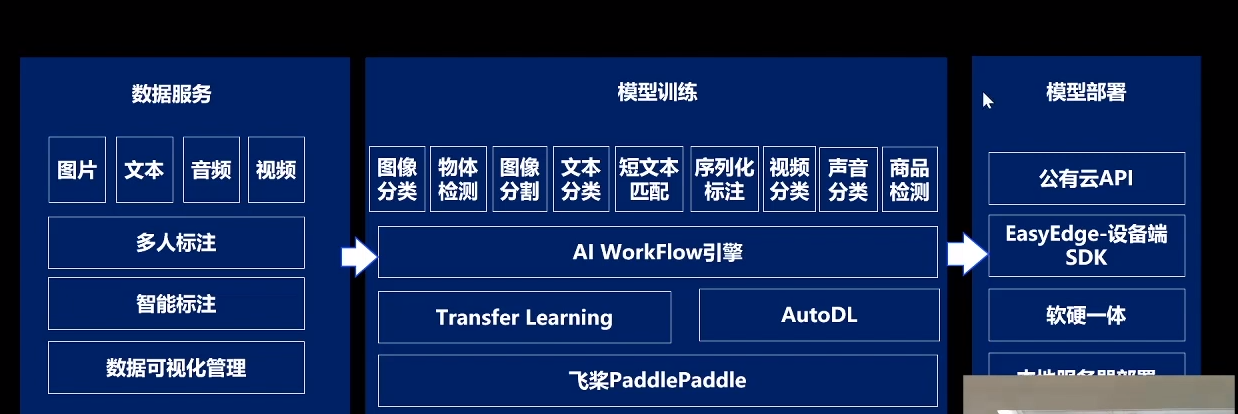 数据服务
图片
文本
音频
视频
多人标注
智能标注
数据可视化管理
模型训练
图像
分类
物体
检测
图像
分割
文本
分类
短文本
匹配
序列化
标注
视频
分类
声音
分类
商品
检测
AI WorkFlow引擎
Transfer Learning
AutoDL
飞桨PaddlePaddle
模型部署
公有云API
EasyEdge-设备端
SDK
软硬一体